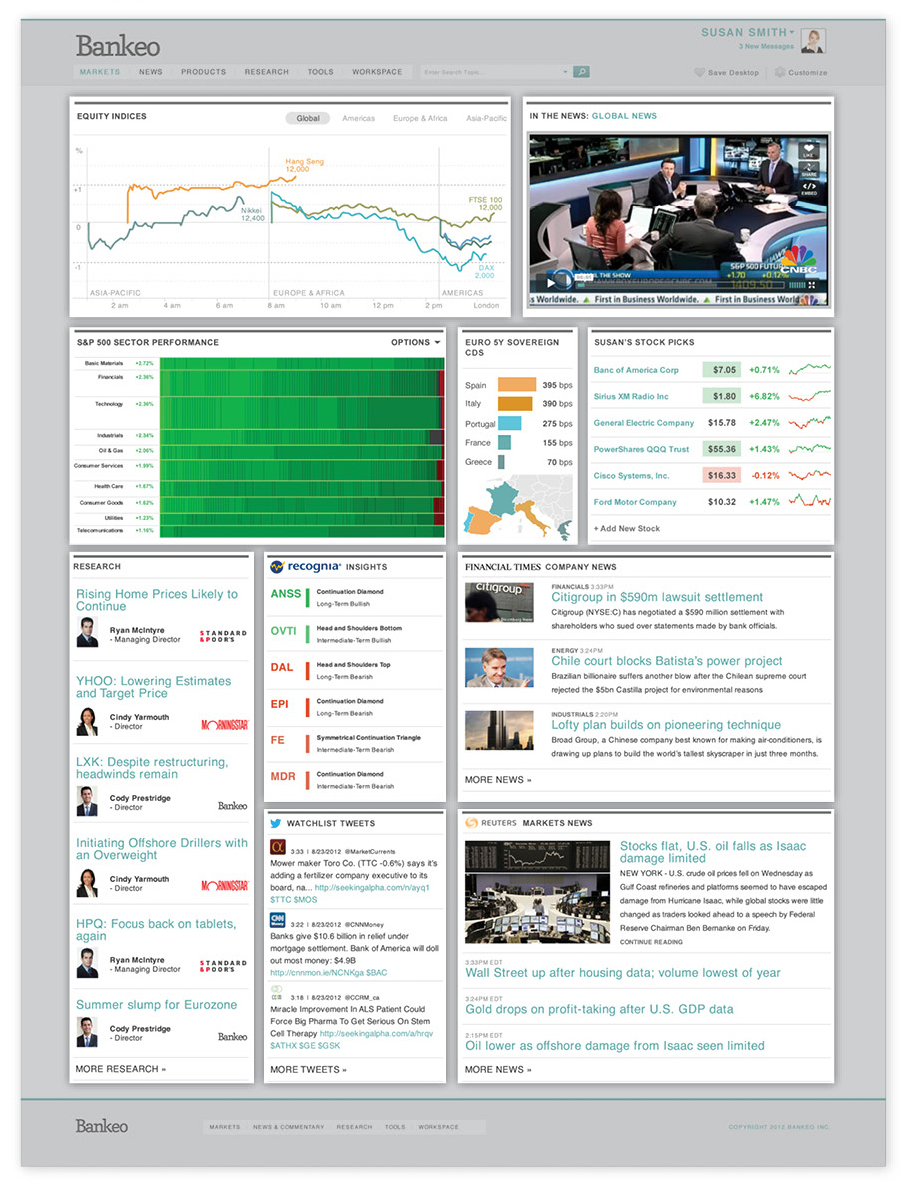 Bankeo
SUSAN SMITH
3 New Messages
MARKETS NEWS PRODUCTS RESEARCH TOOLS WORKSPACE
Enter Search Topic...
Save Desktop
Customize
EQUITY INDICES
Global Americas Europe & Africa Asia-Pacific
%
+1
0
-1
Hang Seng
12,000
Nikkei
12,400
FTSE 100
12,000
DAX
2,000
ASIA-PACIFIC EUROPE & AFRICA AMERICAS
2 am 4 am 6 am 8 am 10 am 12 pm 2 pm London
IN THE NEWS: GLOBAL NEWS
LIKE
SHARE
EMBED
L THE SHOW
S&P 500 FUTUR
+1.70 +0.12%
CNBC
s Worldwide. First in Business Worldwide. First in Business World
S&P 500 SECTOR PERFORMANCE
OPTIONS
Basic Materials +2.72%
Financials +2.36%
Technology +2.36%
Industrials +2.34%
Oil & Gas +2.06%
Consumer Services +1.99%
Health Care +1.87%
Consumer Goods +1.62%
Utilities +1.23%
Telecommunications +1.16%
EURO 5Y SOVEREIGN
CDS
Spain 395 bps
Italy 390 bps
Portugal 275 bps
France 155 bps
Greece 70 bps
SUSAN'S STOCK PICKS
Banc of America Corp $7.05 +0.71%
Sirius XM Radio Inc $1.80 +6.82%
General Electric Company $15.78 +2.47%
PowerShares QQQ Trust $55.36 +1.43%
Cisco Systems, Inc. $16.33 -0.12%
Ford Motor Company $10.32 +1.47%
+ Add New Stock
RESEARCH
Rising Home Prices Likely to
Continue
Ryan McIntyre
- Managing Director
STANDARD
&POOR'S
YHOO: Lowering Estimates
and Target Price
Cindy Yarmouth
- Director
MORNINGSTAR
LXK: Despite restructuring,
headwinds remain
Cody Prestridge
- Director
Bankeo
Initiating Offshore Drillers with
an Overweight
Cindy Yarmouth
- Director
MORNINGSTAR
HPQ: Focus back on tablets,
again
Ryan McIntyre
- Managing Director
STANDARD
&POOR'S
Summer slump for Eurozone
Cody Prestridge
- Director
Bankeo
MORE RESEARCH »
recognia INSIGHTS
ANSS Continuation Diamond
Long-Term Bullish
OVTI Head and Shoulders Bottom
Intermediate-Term Bullish
DAL Head and Shoulders Top
Long-Term Bearish
EPI Continuation Diamond
Long-Term Bearish
FE Symmetrical Continuation Triangle
Intermediate-Term Bearish
MDR Continuation Diamond
Intermediate-Term Bearish
WATCHLIST TWEETS
3:33 | 8/23/2012 @MarketCurrents
Mower maker Toro Co. (TTC -0.6%) says it's
adding a fertilizer company executive to its
board, na... http://seekingalpha.com/n/ayq1
$TTC $MOS
CNN
Money
3:22 | 8/23/2012 @CNNMoney
Banks give $10.6 billion in relief under
mortgage settlement. Bank of America will doll
out most money: $4.9B
http://cnnmon.ie/NCNKga $BAC
3:18 | 8/23/2012 @CCRM_ca
Miracle Improvement In ALS Patient Could
Force Big Pharma To Get Serious On Stem
Cell Therapy http://seekingalpha.com/a/hrqv
$ATHX $GE $GSK
MORE TWEETS »
FINANCIAL TIMES COMPANY NEWS
citigroup
FINANCIALS 3:33PM
Citigroup in $590m lawsuit settlement
Citigroup (NYSE:C) has negotiated a $590 million settlement with
shareholders who sued over statements made by bank officials.
ENERGY 3:24PM
Chile court blocks Batista's power project
Brazilian billionaire suffers another blow after the Chilean supreme court
rejected the $5bn Castilla project for environmental reasons
INDUSTRIALS 2:20PM
Lofty plan builds on pioneering technique
Broad Group, a Chinese company best known for making air-conditioners, is
drawing up plans to build the world's tallest skyscraper in just three months.
MORE NEWS »
REUTERS MARKETS NEWS
Stocks flat, U.S. oil falls as Isaac
damage limited
NEW YORK - U.S. crude oil prices fell on Wednesday as
Gulf Coast refineries and platforms seemed to have escaped
damage from Hurricane Isaac, while global stocks were little
changed as traders looked ahead to a speech by Federal
Reserve Chairman Ben Bernanke on Friday.
CONTINUE READING
3:33PM EDT
Wall Street up after housing data; volume lowest of year
3:24PM EDT
Gold drops on profit-taking after U.S. GDP data
2:15PM EDT
Oil lower as offshore damage from Isaac seen limited
MORE NEWS »
Bankeo
MARKETS NEWS & COMMENTARY RESEARCH TOOLS WORKSPACE
COPYRIGHT 2012 BANKEO INC.